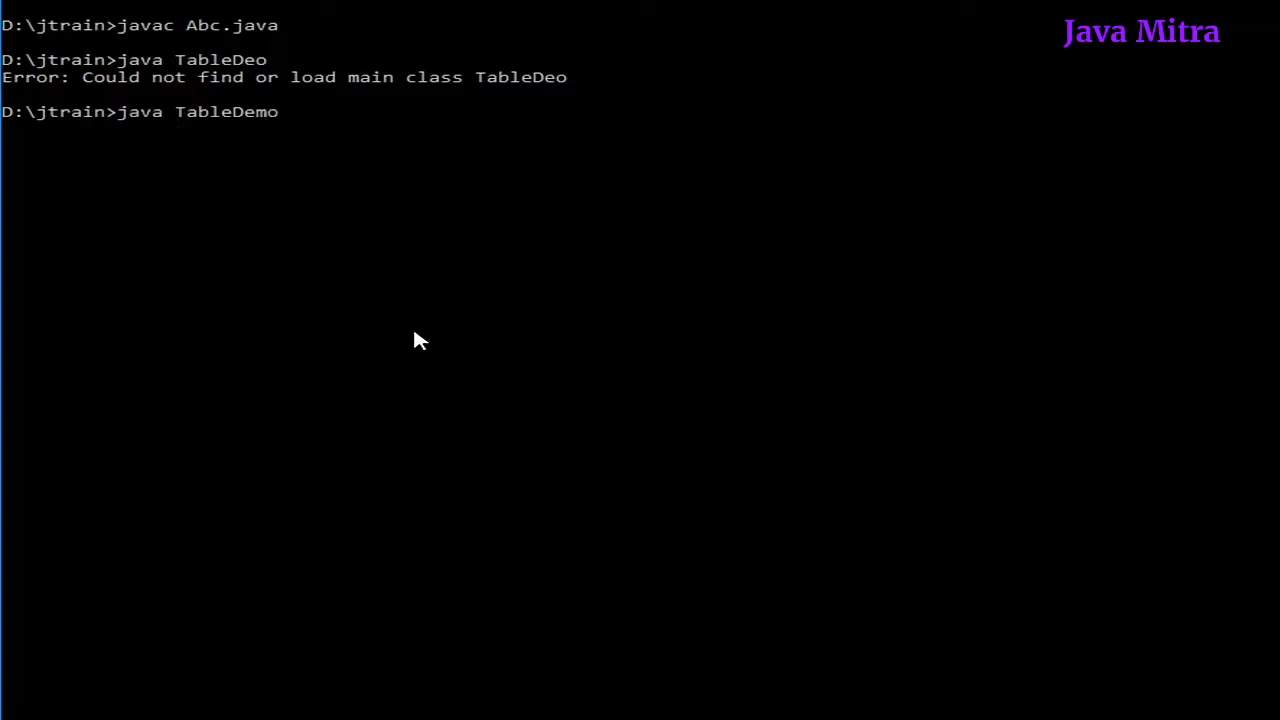 D:\jtrain>javac Abc.java
Java Mitra
D:\jtrain>java TableDeo
Error: Could not find or load main class TableDeo
D:\jtrain>java TableDemo